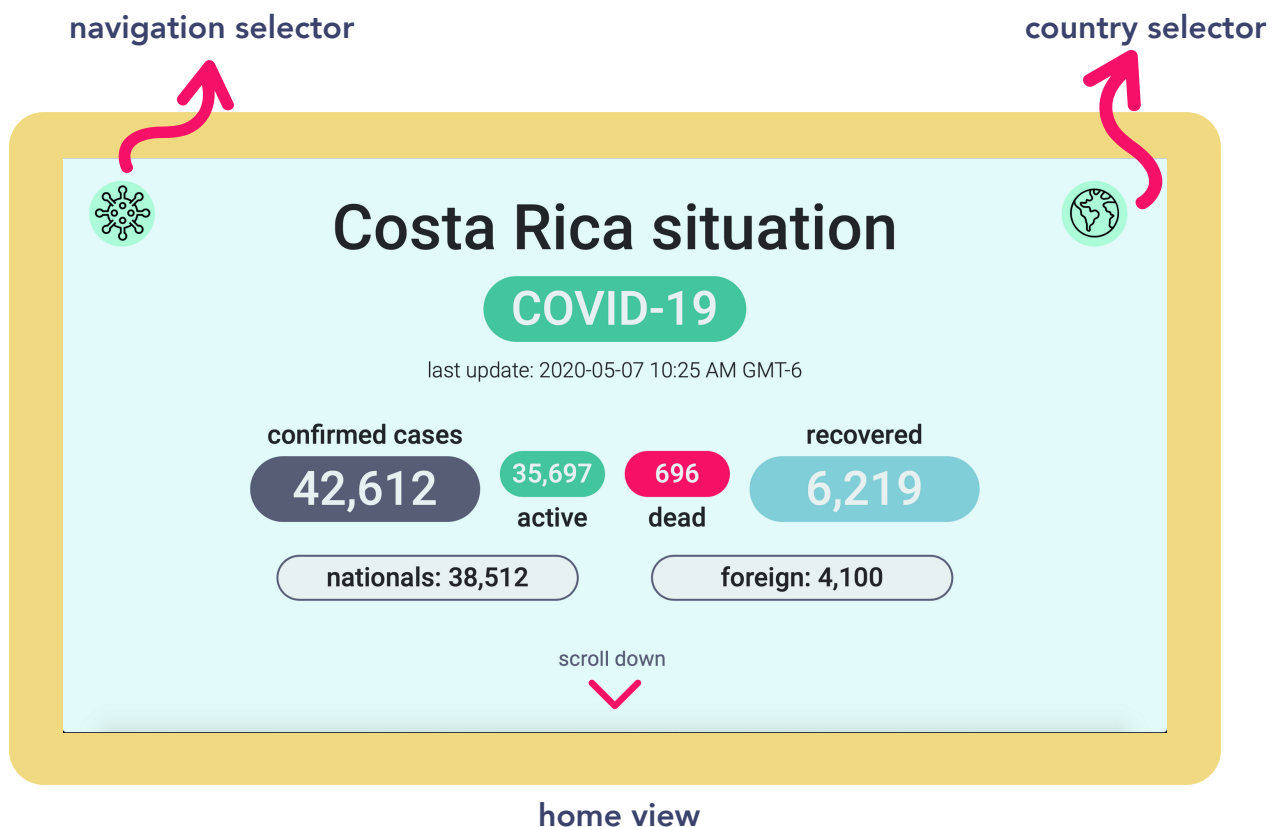 navigation selector
country selector
Costa Rica situation
COVID-19
last update: 2020-05-07 10:25 AM GMT-6
confirmed cases
recovered
42,612
35,697
696
6,219
active
dead
nationals: 38,512
foreign: 4,100
scroll down
home view